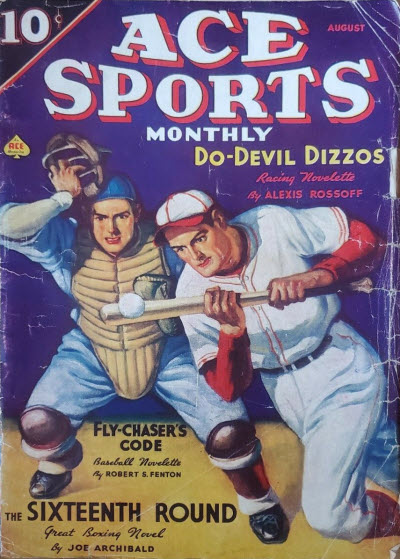 10¢
ACE
AUGUST
SPORTS
MONTHLY
ACE
DO-DEVIL DIZZOS
Racing Novelette
By ALEXIS ROSSOFF
FLY-CHASER'S
CODE
Baseball Novelette
By ROBERT S. FENTON
THE SIXTEENTH ROUND
Great Boxing Novel
By JOE ARCHIBALD